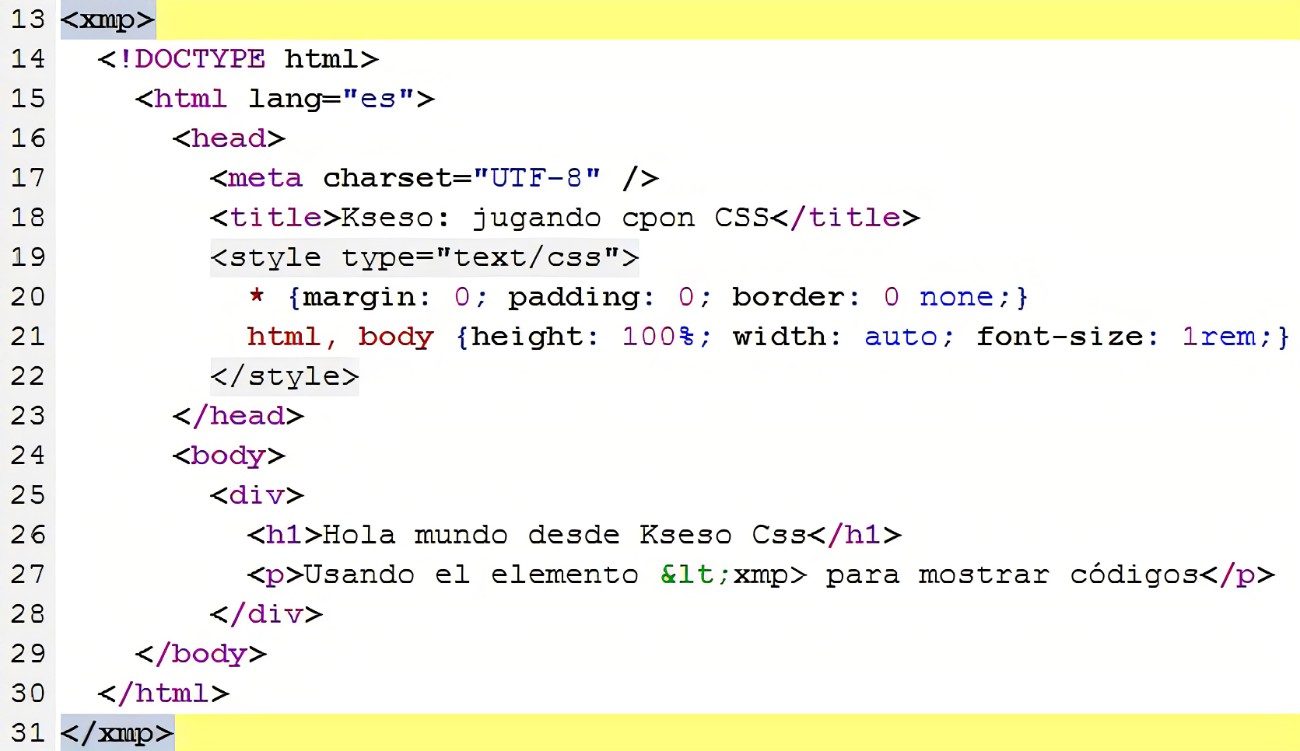 13 <xmp>
14   <!DOCTYPE html>
15     <html lang="es">
16       <head>
17         <meta charset="UTF-8" />
18         <title>Kseso: jugando cpon CSS</title>
19         <style type="text/css">
20           * {margin: 0; padding: 0; border: 0 none;}
21           html, body {height: 100%; width: auto; font-size: 1rem;}
22         </style>
23       </head>
24       <body>
25         <div>
26           <h1>Hola mundo desde Kseso Css</h1>
27           <p>Usando el elemento &lt;xmp> para mostrar códigos</p>
28         </div>
29     </body>
30   </html>
31 </xmp>